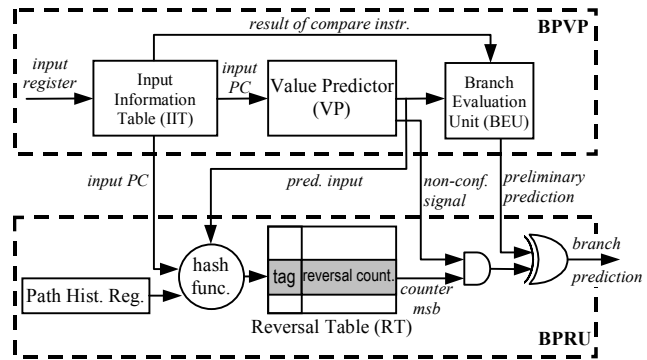 result of compare instr.
BPVP
input
register
Input
Information
Table (IIT)
input
PC
Value Predictor
(VP)
Branch
Evaluation
Unit (BEU)
input PC
pred. input
non-conf.
signal
preliminary
prediction
Path Hist. Reg.
hash
func.
tag
reversal count.
counter
msb
branch
prediction
Reversal Table (RT)
BPRU